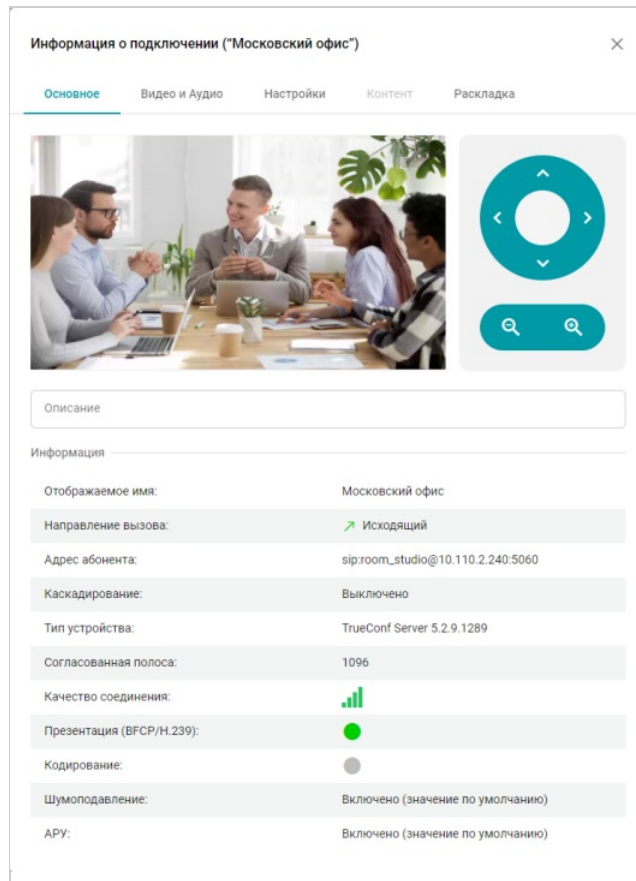 Информация о подключении (“Московский офис”)
Основное Видео и Аудио Настройки Контент Раскладка
Описание
Информация
Отображаемое имя: Московский офис
Направление вызова: Исходящий
Адрес абонента: sip:room_studio@10.110.2.240:5060
Каскадирование: Выключено
Тип устройства: TrueConf Server 5.2.9.1289
Согласованная полоса: 1096
Качество соединения:
Презентация (BFCP/H.239):
Кодирование:
Шумоподавление: Включено (значение по умолчанию)
АРУ: Включено (значение по умолчанию)